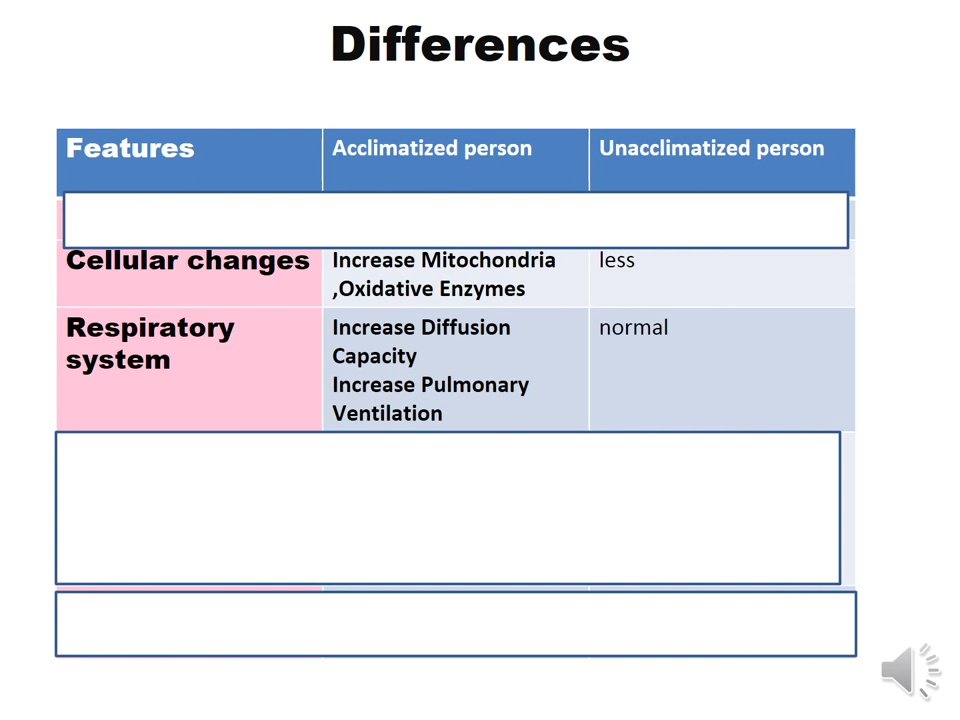 Differences
Features
Acclimatized person
Unacclimatized person
Cellular changes
Increase Mitochondria
,Oxidative Enzymes
less
Respiratory
system
Increase Diffusion
Capacity
Increase Pulmonary
Ventilation
normal